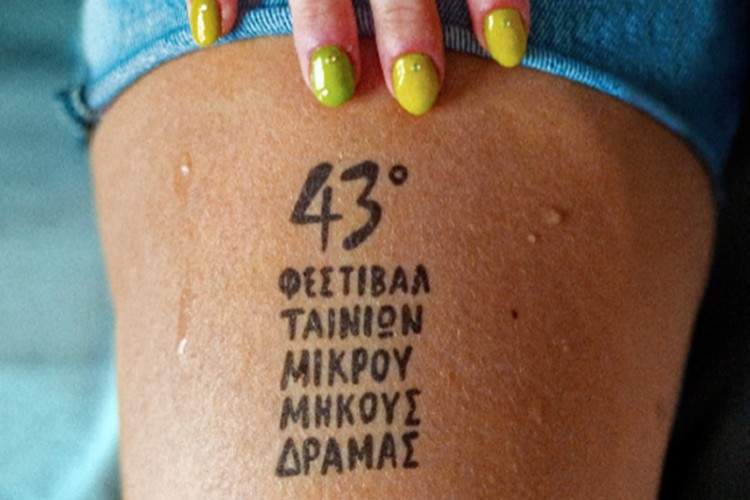 43°
ΦΕΣΤΙΒΑΛ
ΤΑΙΝΙΩΝ
ΜΙΚΡΟΥ
ΜΗΚΟΥΣ
ΔΡΑΜΑΣ